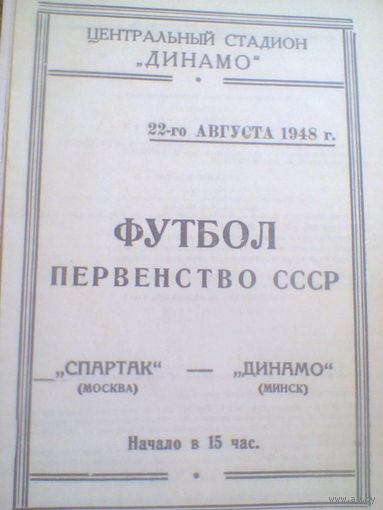 ЦЕНТРАЛЬНЫЙ СТАДИОН
„ДИНАМО“
22-го АВГУСТА 1948 г.
ФУТБОЛ
ПЕРВЕНСТВО СССР
„СПАРТАК“ — „ДИНАМО“
(МОСКВА) (МИНСК)
Начало в 15 час.